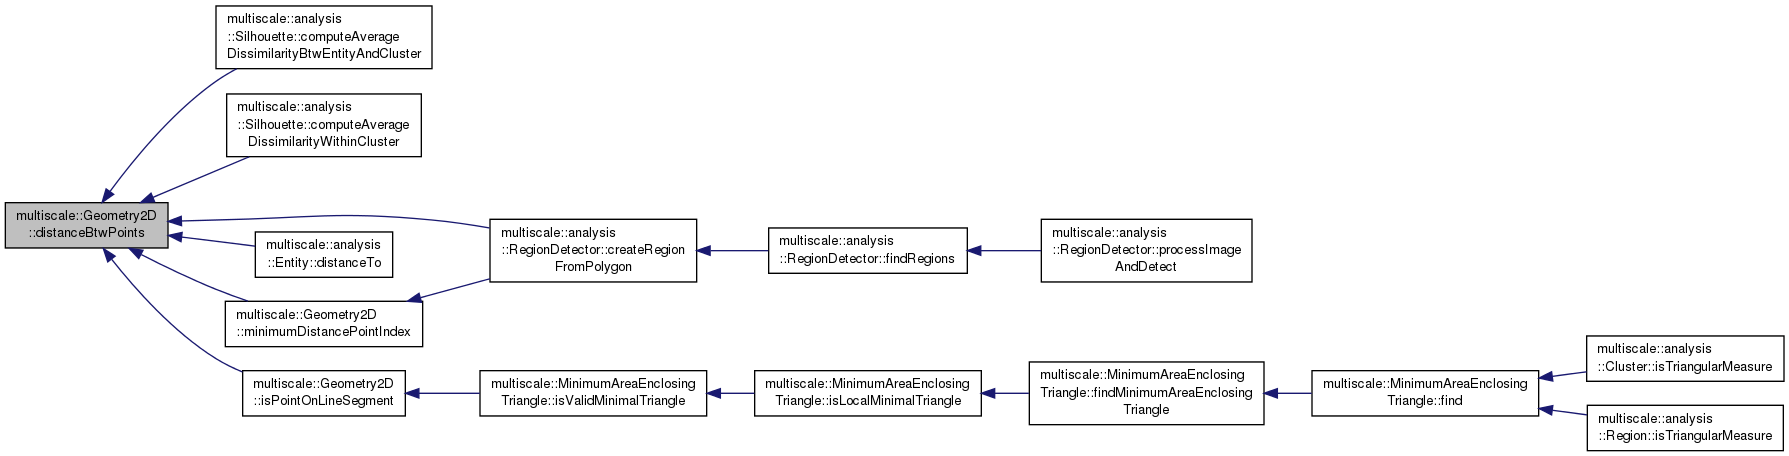 multiscale::analysis
::Silhouette::computeAverage
DissimilarityBtwEntityAndCluster
multiscale::analysis
::Silhouette::computeAverage
DissimilarityWithinCluster
multiscale::Geometry2D
::distanceBtwPoints
multiscale::analysis
::Entity::distanceTo
multiscale::Geometry2D
::minimumDistancePointIndex
multiscale::analysis
::RegionDetector::createRegion
FromPolygon
multiscale::analysis
::RegionDetector::findRegions
multiscale::analysis
::RegionDetector::processImage
AndDetect
multiscale::Geometry2D
::isPointOnLineSegment
multiscale::MinimumAreaEnclosing
Triangle::isValidMinimalTriangle
multiscale::MinimumAreaEnclosing
Triangle::isLocalMinimalTriangle
multiscale::MinimumAreaEnclosing
Triangle::findMinimumAreaEnclosing
Triangle
multiscale::MinimumAreaEnclosing
Triangle::find
multiscale::analysis
::Cluster::isTriangularMeasure
multiscale::analysis
::Region::isTriangularMeasure